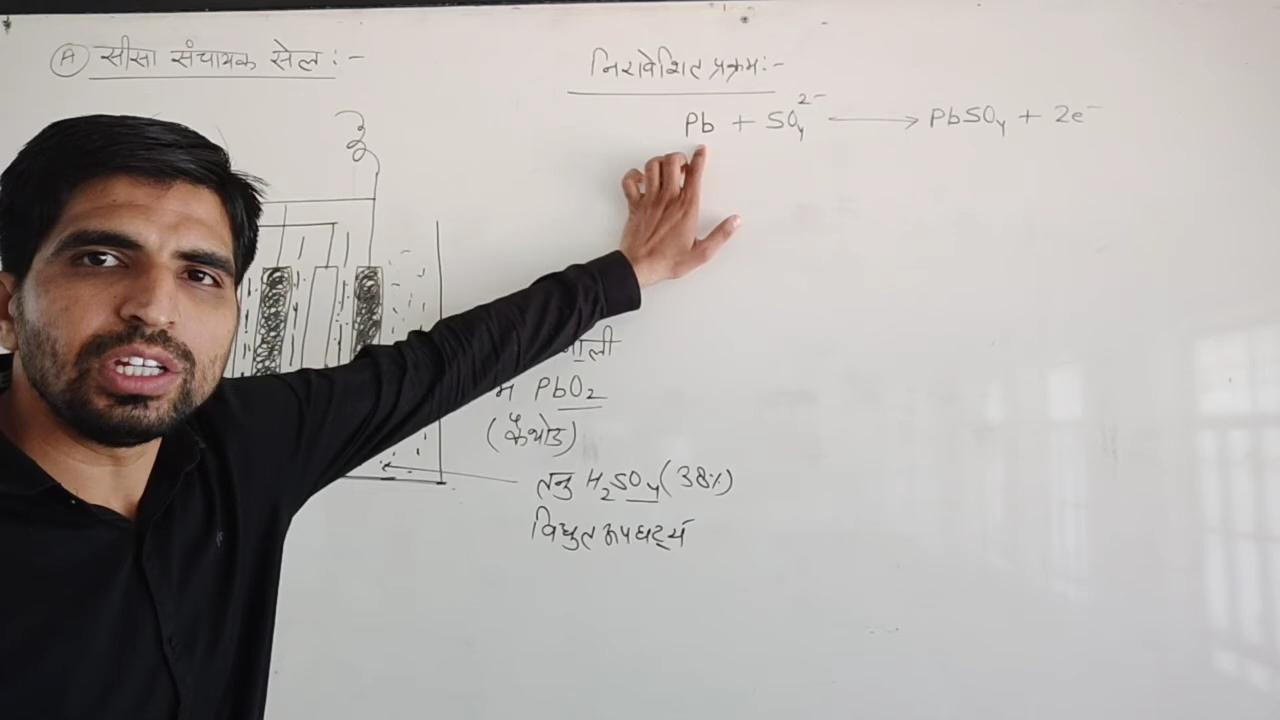 (A) सीसा संचायक सेल :-
निरावेशित प्रक्रम:-
Pb + SO₄²⁻ ⟶ PbSO₄ + 2e⁻
PbO₂
(कैथोड)
तनु H₂SO₄ (38%)
विधुत अपघट्य